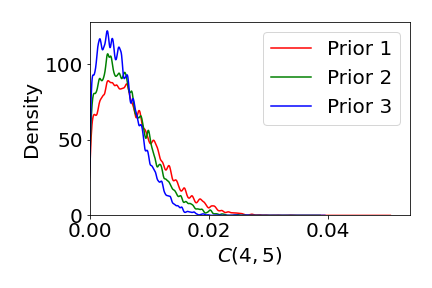 Prior 1
Prior 2
Prior 3
Density
100
50
0
0.00 0.02 0.04
C(4, 5)